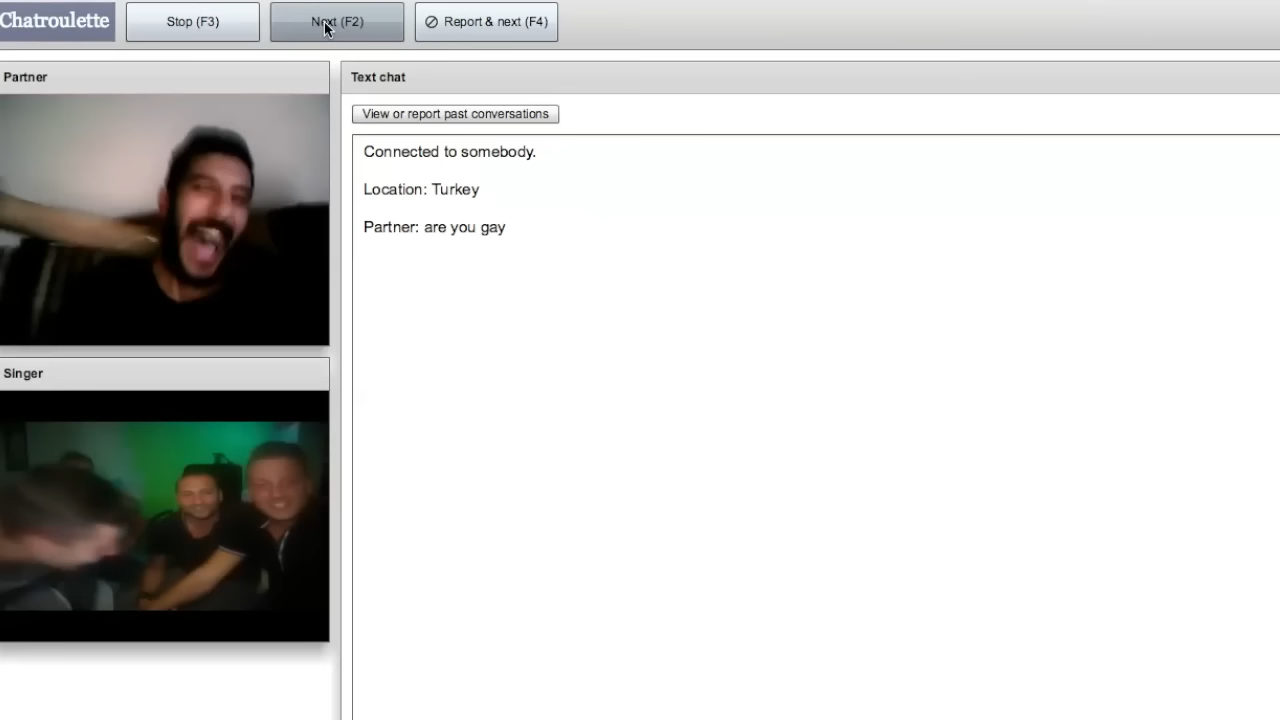 Chatroulette
Stop (F3)
Next (F2)
Report & next (F4)
Partner
Text chat
View or report past conversations
Connected to somebody.
Location: Turkey
Partner: are you gay
Singer